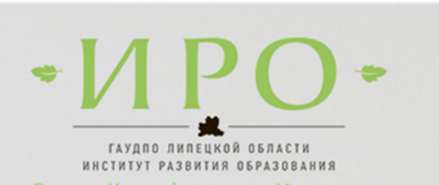 ИРО
ГАУДПО ЛИПЕЦКОЙ ОБЛАСТИ
ИНСТИТУТ РАЗВИТИЯ ОБРАЗОВАНИЯ